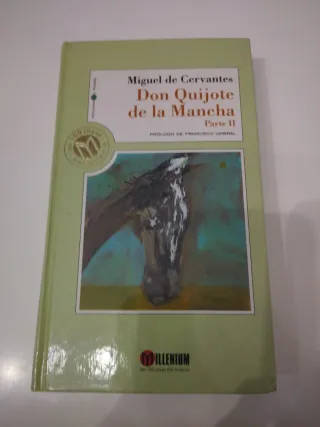 Miguel de Cervantes
Don Quijote
de la Mancha
Parte II
PRÓLOGO DE FRANCISCO UMBRAL
MILLENIUM